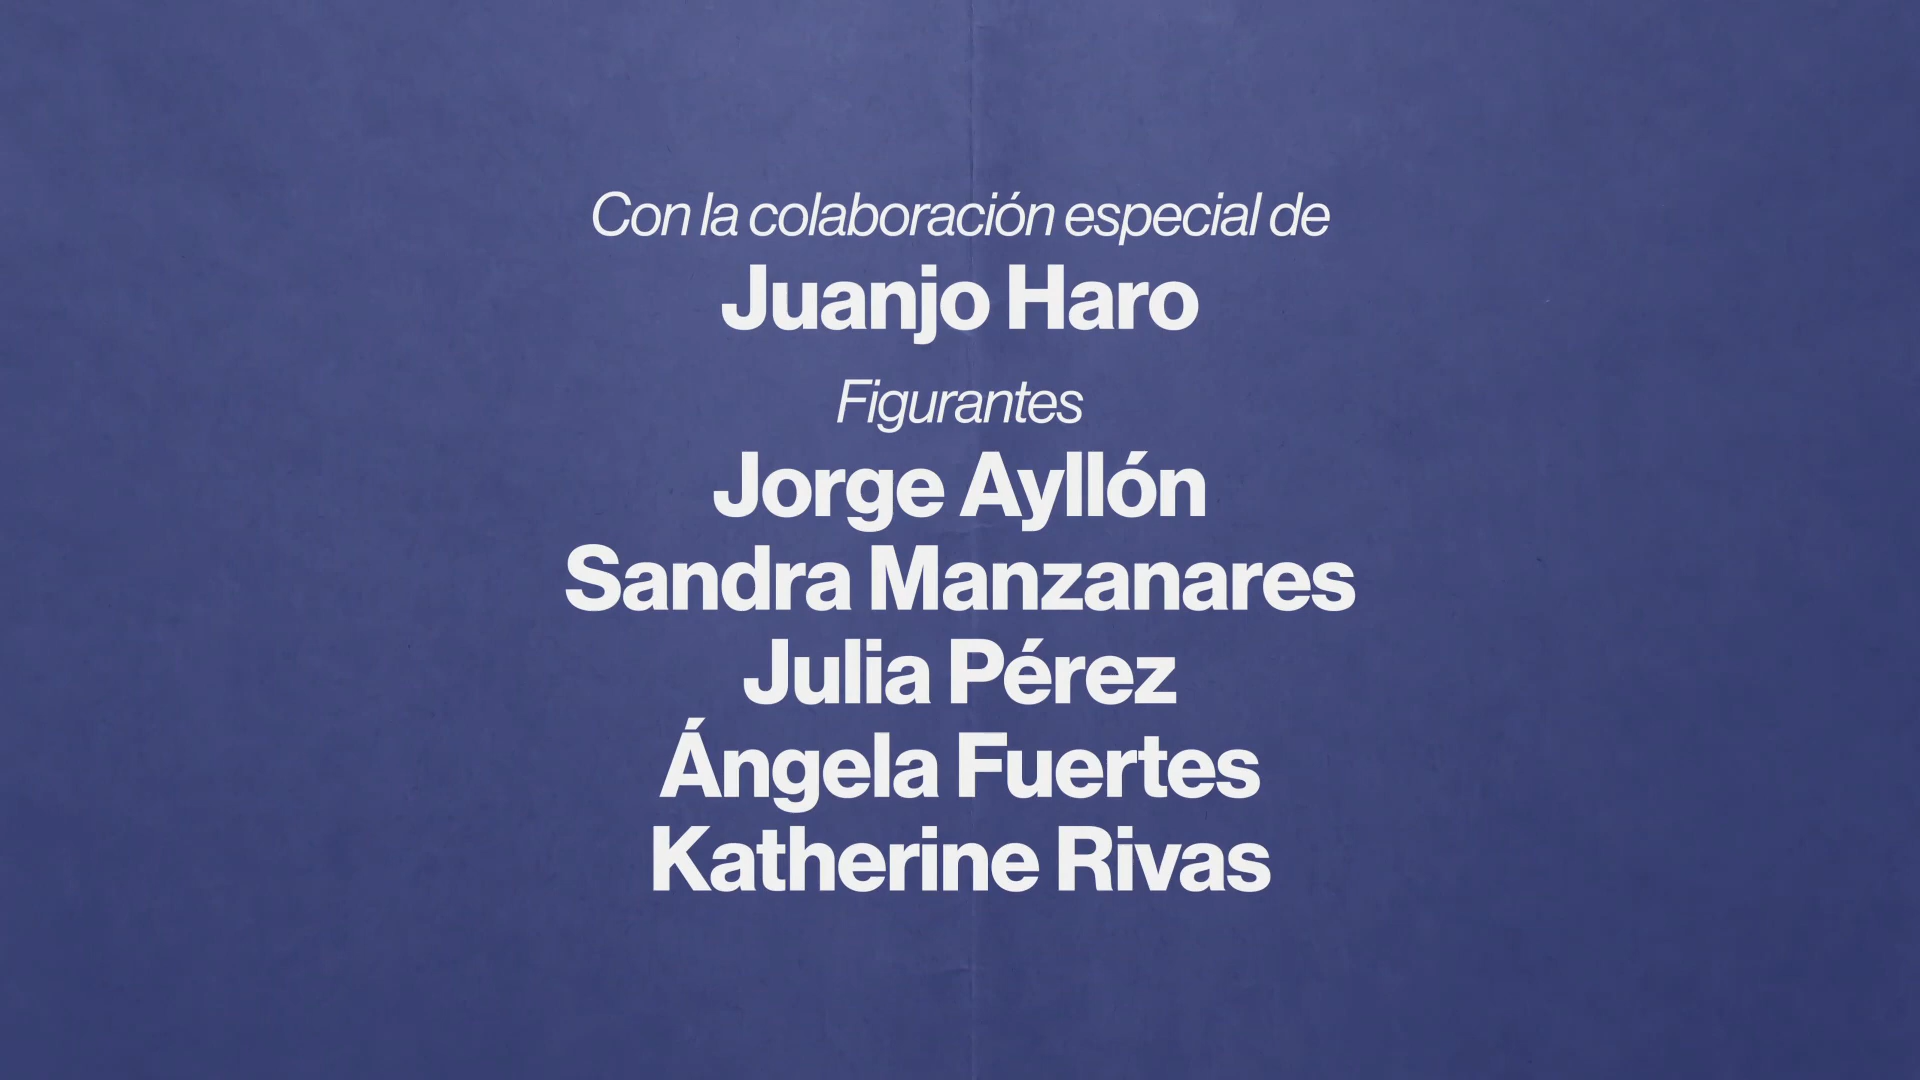 Con la colaboración especial de
Juanjo Haro
Figurantes
Jorge Ayllón
Sandra Manzanares
Julia Pérez
Ángela Fuertes
Katherine Rivas